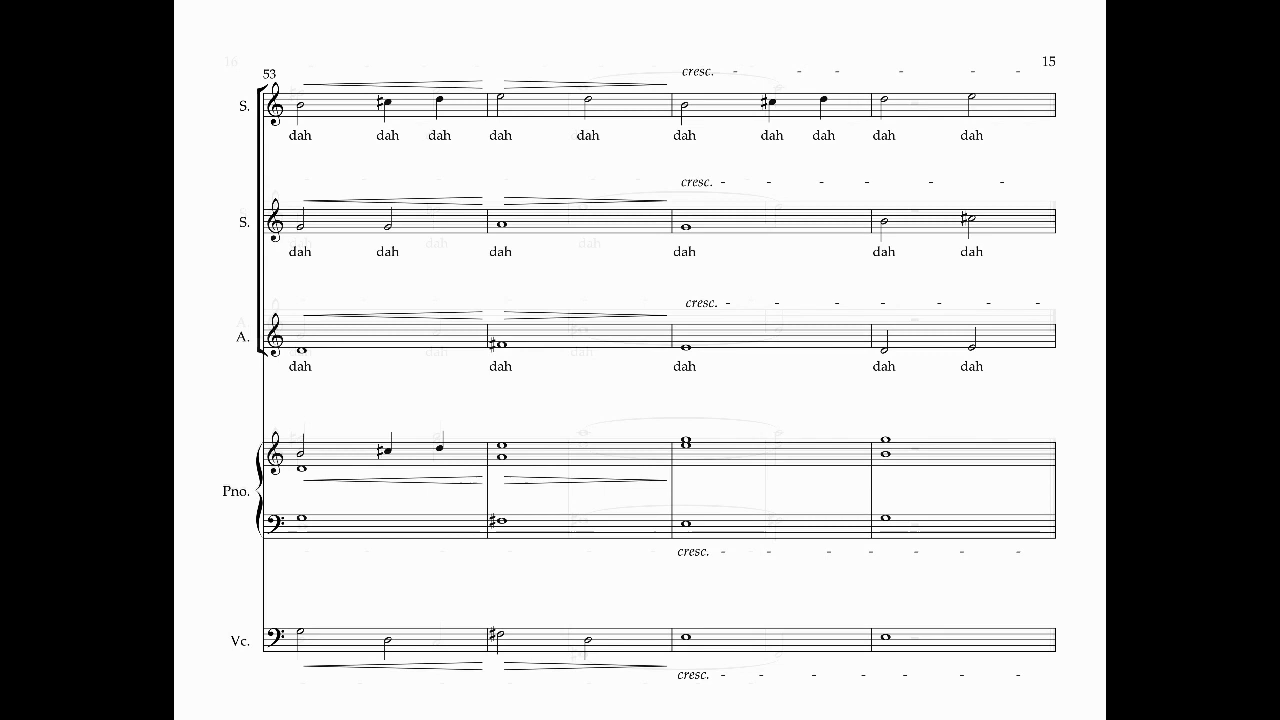 16
15
53
cresc. - - - - - -
S.
dah dah dah dah dah dah dah dah dah dah
cresc. - - - - - - -
S.
dah dah dah dah dah dah
cresc. - - - - - - -
A.
dah dah dah dah dah
Pno.
cresc. - - - - - - -
Vc.
cresc. - - - - - - - -